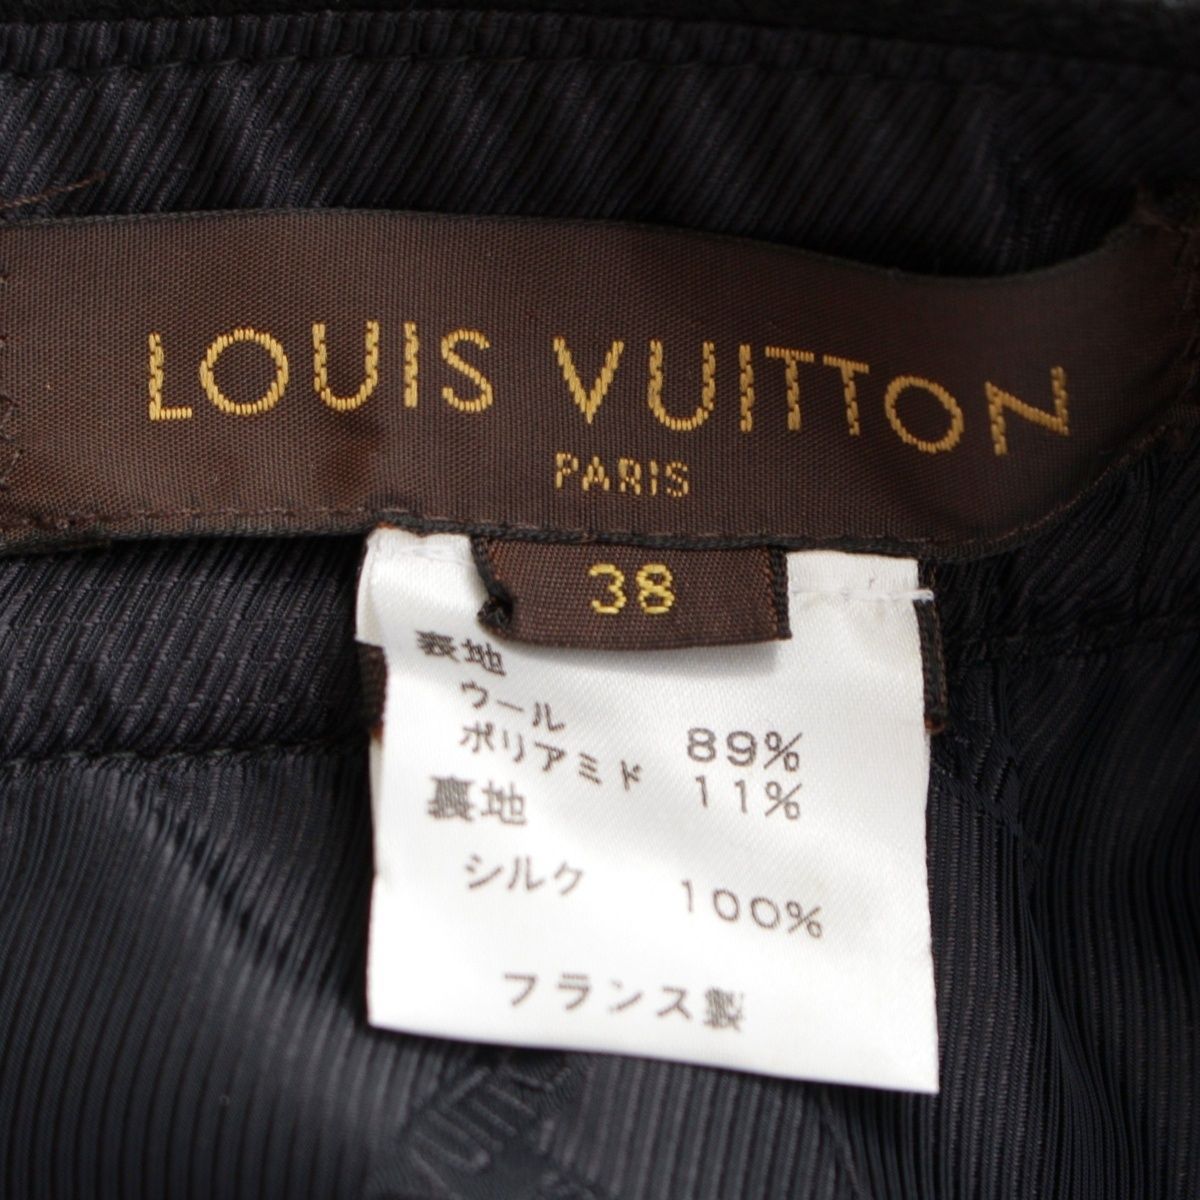 LOUIS VUITTON
PARIS
38
表地
ウール 89%
ポリアミド 11%
裏地
シルク 100%
フランス製